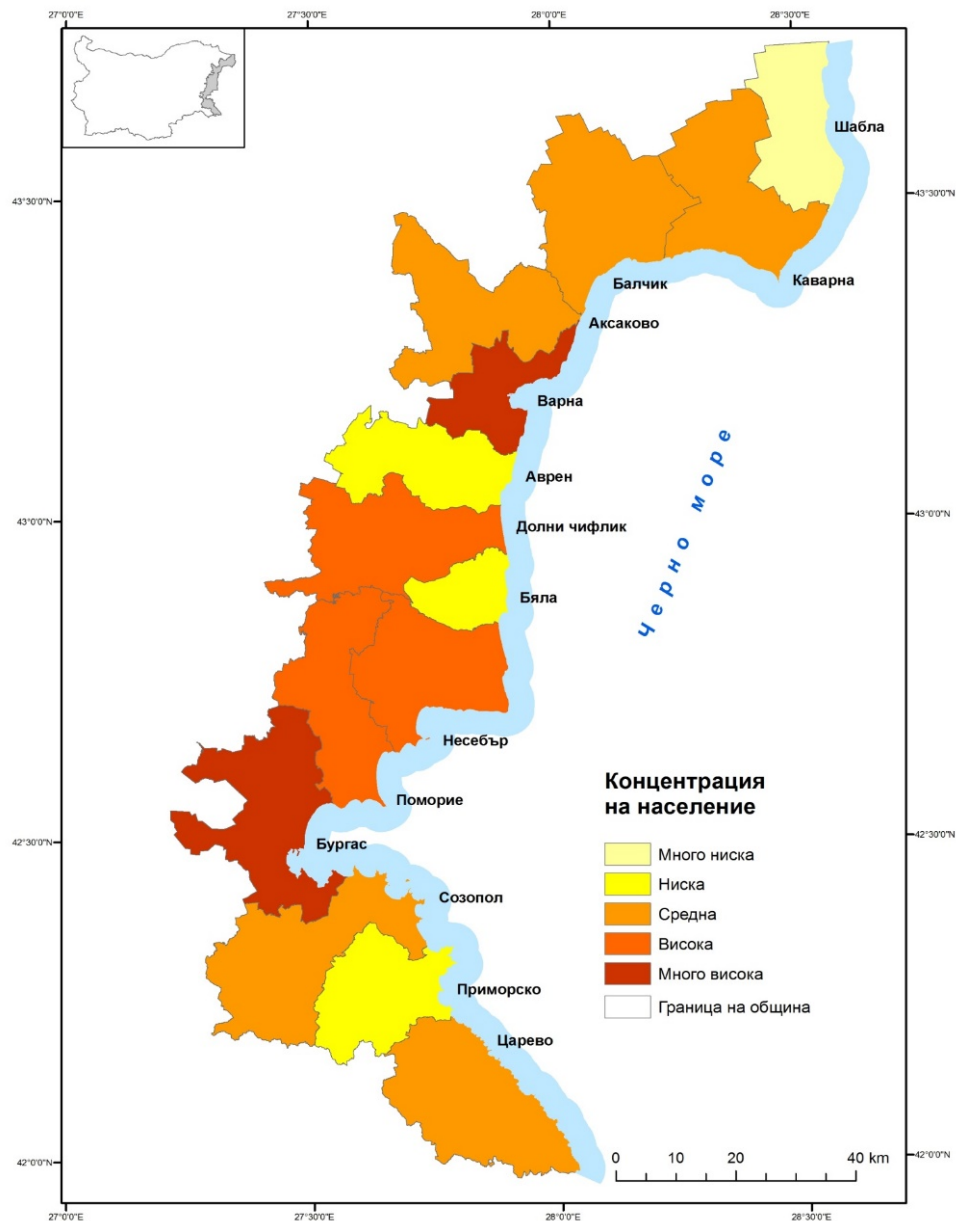 27°0'0"E 27°30'0"E 28°0'0"E 28°30'0"E
Шабла
43°30'0"N 43°30'0"N
Каварна
Балчик
Аксаково
Варна
Аврен
43°0'0"N 43°0'0"N
Долни чифлик
Черно море
Бяла
Несебър
Концентрация
на население
Поморие
42°30'0"N 42°30'0"N
Бургас
Много ниска
Ниска
Созопол
Средна
Висока
Много висока
Приморско
Граница на община
Царево
0 10 20 40 km
42°0'0"N 42°0'0"N
27°0'0"E 27°30'0"E 28°0'0"E 28°30'0"E